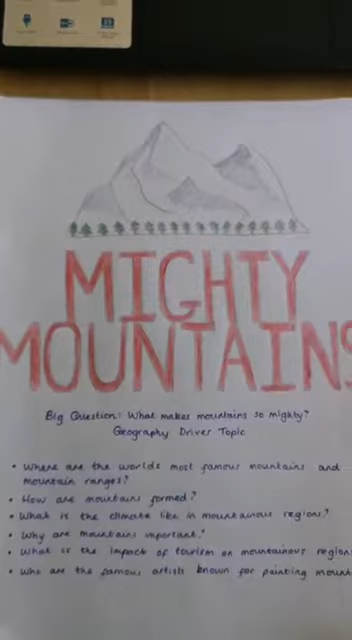 MIGHTY
MOUNTAINS
Big Question: What makes mountains so mighty?
Geography Driver Topic
• Where are the worlds most famous mountains and
mountain ranges?
• How are mountains formed?
• What is the climate like in mountainous regions?
• Why are mountains important?
• What is the impact of tourism on mountainous region
• Who are the famous artists known for painting mount